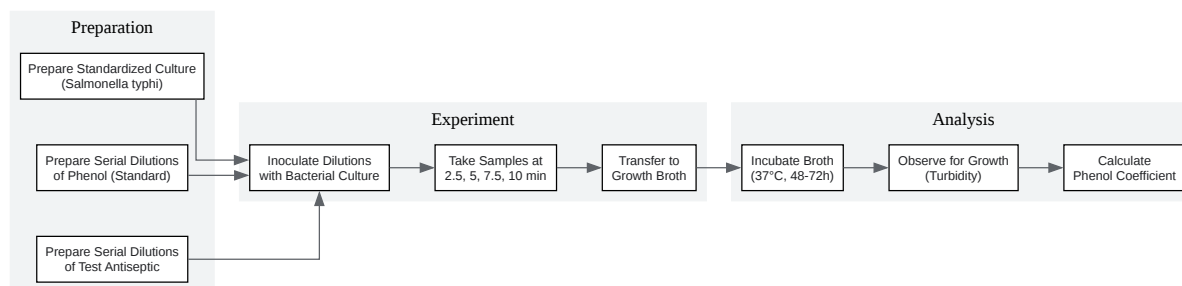 Preparation
Prepare Standardized Culture
(Salmonella typhi)
Prepare Serial Dilutions
of Phenol (Standard)
Prepare Serial Dilutions
of Test Antiseptic
Experiment
Inoculate Dilutions
with Bacterial Culture
Take Samples at
2.5, 5, 7.5, 10 min
Transfer to
Growth Broth
Analysis
Incubate Broth
(37°C, 48-72h)
Observe for Growth
(Turbidity)
Calculate
Phenol Coefficient